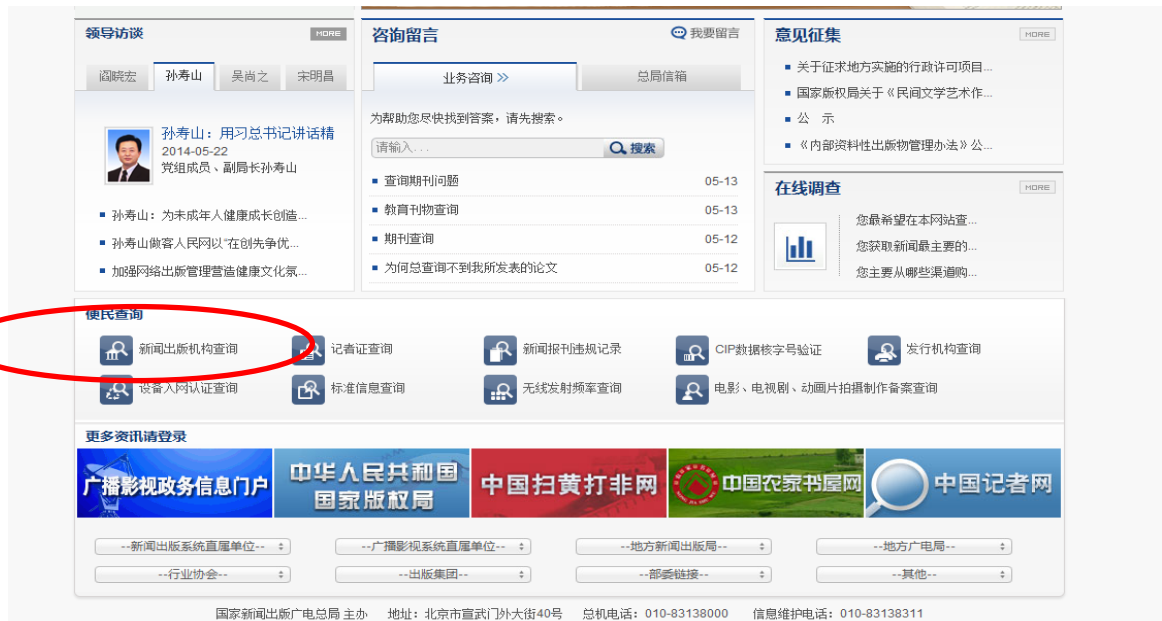 领导访谈
MORE
阎晓宏 孙寿山 吴尚之 宋明昌
孙寿山：用习总书记讲话精
2014-05-22
党组成员、副局长孙寿山
孙寿山：为未成年人健康成长创造...
孙寿山做客人民网以“在创先争优...
加强网络出版管理营造健康文化氛...
咨询留言
我要留言
业务咨询 >>
总局信箱
为帮助您尽快找到答案，请先搜索。
请输入...
搜索
查询期刊问题 05-13
教育刊物查询 05-13
期刊查询 05-12
为何总查询不到我所发表的论文 05-12
意见征集
MORE
关于征求地方实施的行政许可项目...
国家版权局关于《民间文学艺术作...
公 示
《内部资料性出版物管理办法》公...
在线调查
MORE
您最希望在本网站查...
您获取新闻最主要的...
您主要从哪些渠道购...
便民查询
新闻出版机构查询 记者证查询 新闻报刊违规记录 CIP数据核字号验证 发行机构查询
设备入网认证查询 标准信息查询 无线发射频率查询 电影、电视剧、动画片拍摄制作备案查询
更多资讯请登录
广播影视政务信息门户
中华人民共和国
国家版权局
中国扫黄打非网
中国农家书屋网
中国记者网
--新闻出版系统直属单位-- --广播影视系统直属单位-- --地方新闻出版局-- --地方广电局--
--行业协会-- --出版集团-- --部委链接-- --其他--
国家新闻出版广电总局 主办 地址：北京市宣武门外大街40号 总机电话：010-83138000 信息维护电话：010-83138311